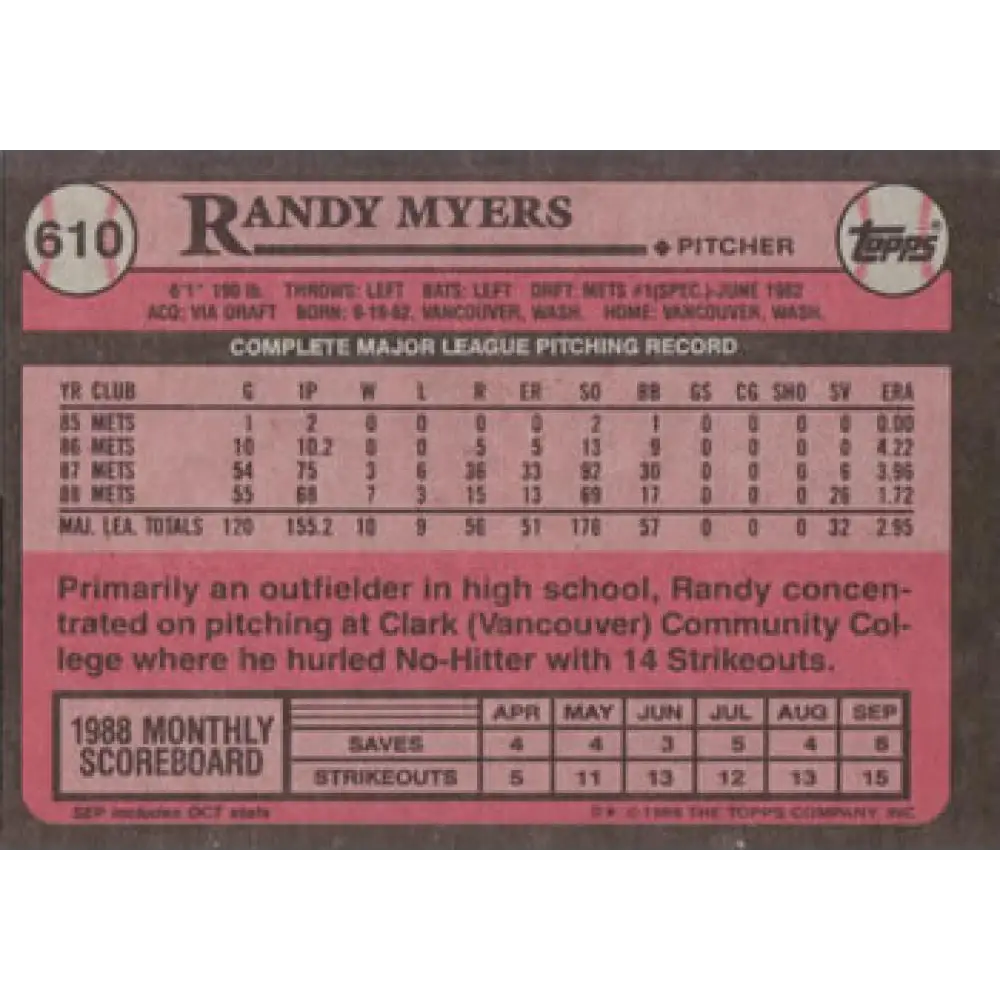 610
RANDY MYERS
◆ PITCHER
TOPPS®
6'1" 190 lb. THROWS: LEFT BATS: LEFT DRFT: METS #1(SPEC.)-JUNE 1982
ACQ: VIA DRAFT BORN: 9-19-62, VANCOUVER, WASH. HOME: VANCOUVER, WASH.
COMPLETE MAJOR LEAGUE PITCHING RECORD
YR CLUB G IP W L R ER SO BB GS CG SHO SV ERA
85 METS 1 2 0 0 0 0 2 1 0 0 0 0 0.00
86 METS 10 10.2 0 0 5 5 13 9 0 0 0 0 4.22
87 METS 54 75 3 6 36 33 92 30 0 0 0 6 3.96
88 METS 55 68 7 3 15 13 69 17 0 0 0 26 1.72
MAJ. LEA. TOTALS 120 155.2 10 9 56 51 176 57 0 0 0 32 2.95
Primarily an outfielder in high school, Randy concen-
trated on pitching at Clark (Vancouver) Community Col-
lege where he hurled No-Hitter with 14 Strikeouts.
1988 MONTHLY
SCOREBOARD
APR MAY JUN JUL AUG SEP
SAVES 4 4 3 5 4 6
STRIKEOUTS 5 11 13 12 13 15
SEP includes OCT stats
THE TOPPS COMPANY, INC.